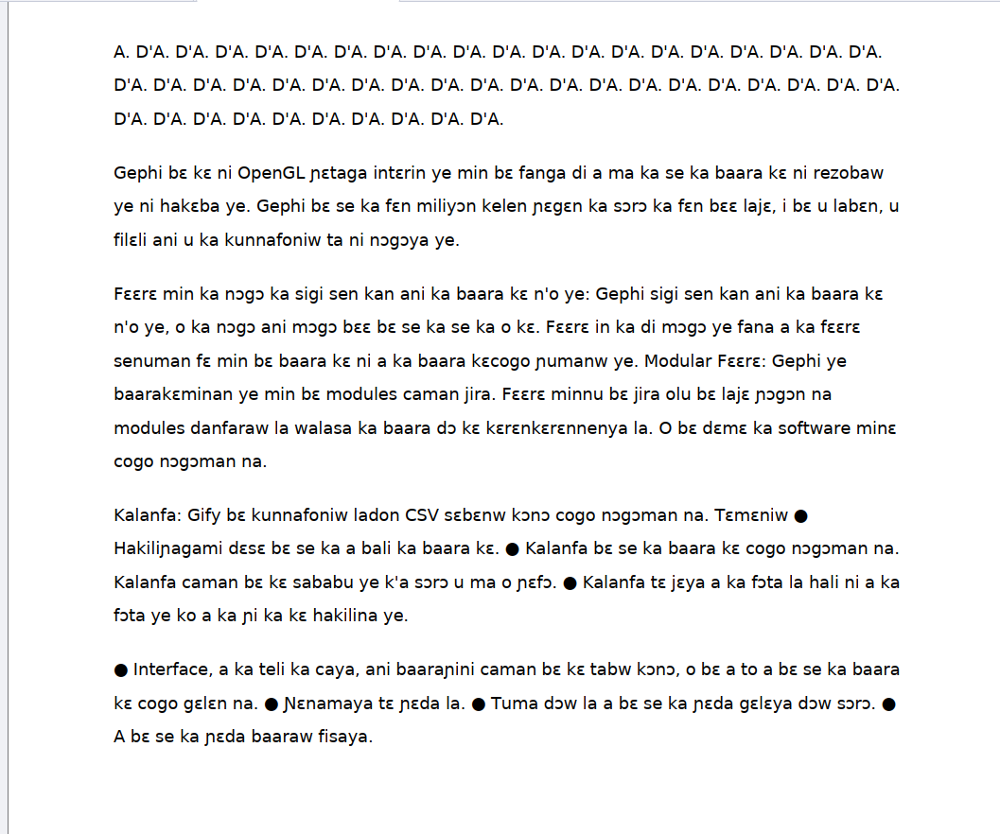 A. D'A. D'A. D'A. D'A. D'A. D'A. D'A. D'A. D'A. D'A. D'A. D'A. D'A. D'A. D'A. D'A. D'A. D'A. D'A.
D'A. D'A. D'A. D'A. D'A. D'A. D'A. D'A. D'A. D'A. D'A. D'A. D'A. D'A. D'A. D'A. D'A. D'A. D'A. D'A.
D'A. D'A. D'A. D'A. D'A. D'A. D'A. D'A. D'A. D'A.
Gephi bɛ kɛ ni OpenGL ɲɛtaga intɛrin ye min bɛ fanga di a ma ka se ka baara kɛ ni rezobaw
ye ni hakɛba ye. Gephi bɛ se ka fɛn miliyɔn kelen ɲɛgɛn ka sɔrɔ ka fɛn bɛɛ lajɛ, i bɛ u labɛn, u
filɛli ani u ka kunnafoniw ta ni nɔgɔya ye.
Fɛɛrɛ min ka nɔgɔ ka sigi sen kan ani ka baara kɛ n'o ye: Gephi sigi sen kan ani ka baara kɛ
n'o ye, o ka nɔgɔ ani mɔgɔ bɛɛ bɛ se ka se ka o kɛ. Fɛɛrɛ in ka di mɔgɔ ye fana a ka fɛɛrɛ
senuman fɛ min bɛ baara kɛ ni a ka baara kɛcogo ɲumanw ye. Modular Fɛɛrɛ: Gephi ye
baarakɛminan ye min bɛ modules caman jira. Fɛɛrɛ minnu bɛ jira olu bɛ lajɛ ɲɔgɔn na
modules danfaraw la walasa ka baara dɔ kɛ kɛrɛnkɛrɛnnenya la. O bɛ dɛmɛ ka software minɛ
cogo nɔgɔman na.
Kalanfa: Gify bɛ kunnafoniw ladon CSV sɛbɛnw kɔnɔ cogo nɔgɔman na. Tɛmɛniw ●
Hakiliɲagami dɛsɛ bɛ se ka a bali ka baara kɛ. ● Kalanfa bɛ se ka baara kɛ cogo nɔgɔman na.
Kalanfa caman bɛ kɛ sababu ye k'a sɔrɔ u ma o ɲɛfɔ. ● Kalanfa tɛ jɛya a ka fɔta la hali ni a ka
fɔta ye ko a ka ɲi ka kɛ hakilina ye.
● Interface, a ka teli ka caya, ani baaraɲini caman bɛ kɛ tabw kɔnɔ, o bɛ a to a bɛ se ka baara
kɛ cogo gɛlɛn na. ● Ɲɛnamaya tɛ ɲɛda la. ● Tuma dɔw la a bɛ se ka ɲɛda gɛlɛya dɔw sɔrɔ. ●
A bɛ se ka ɲɛda baaraw fisaya.